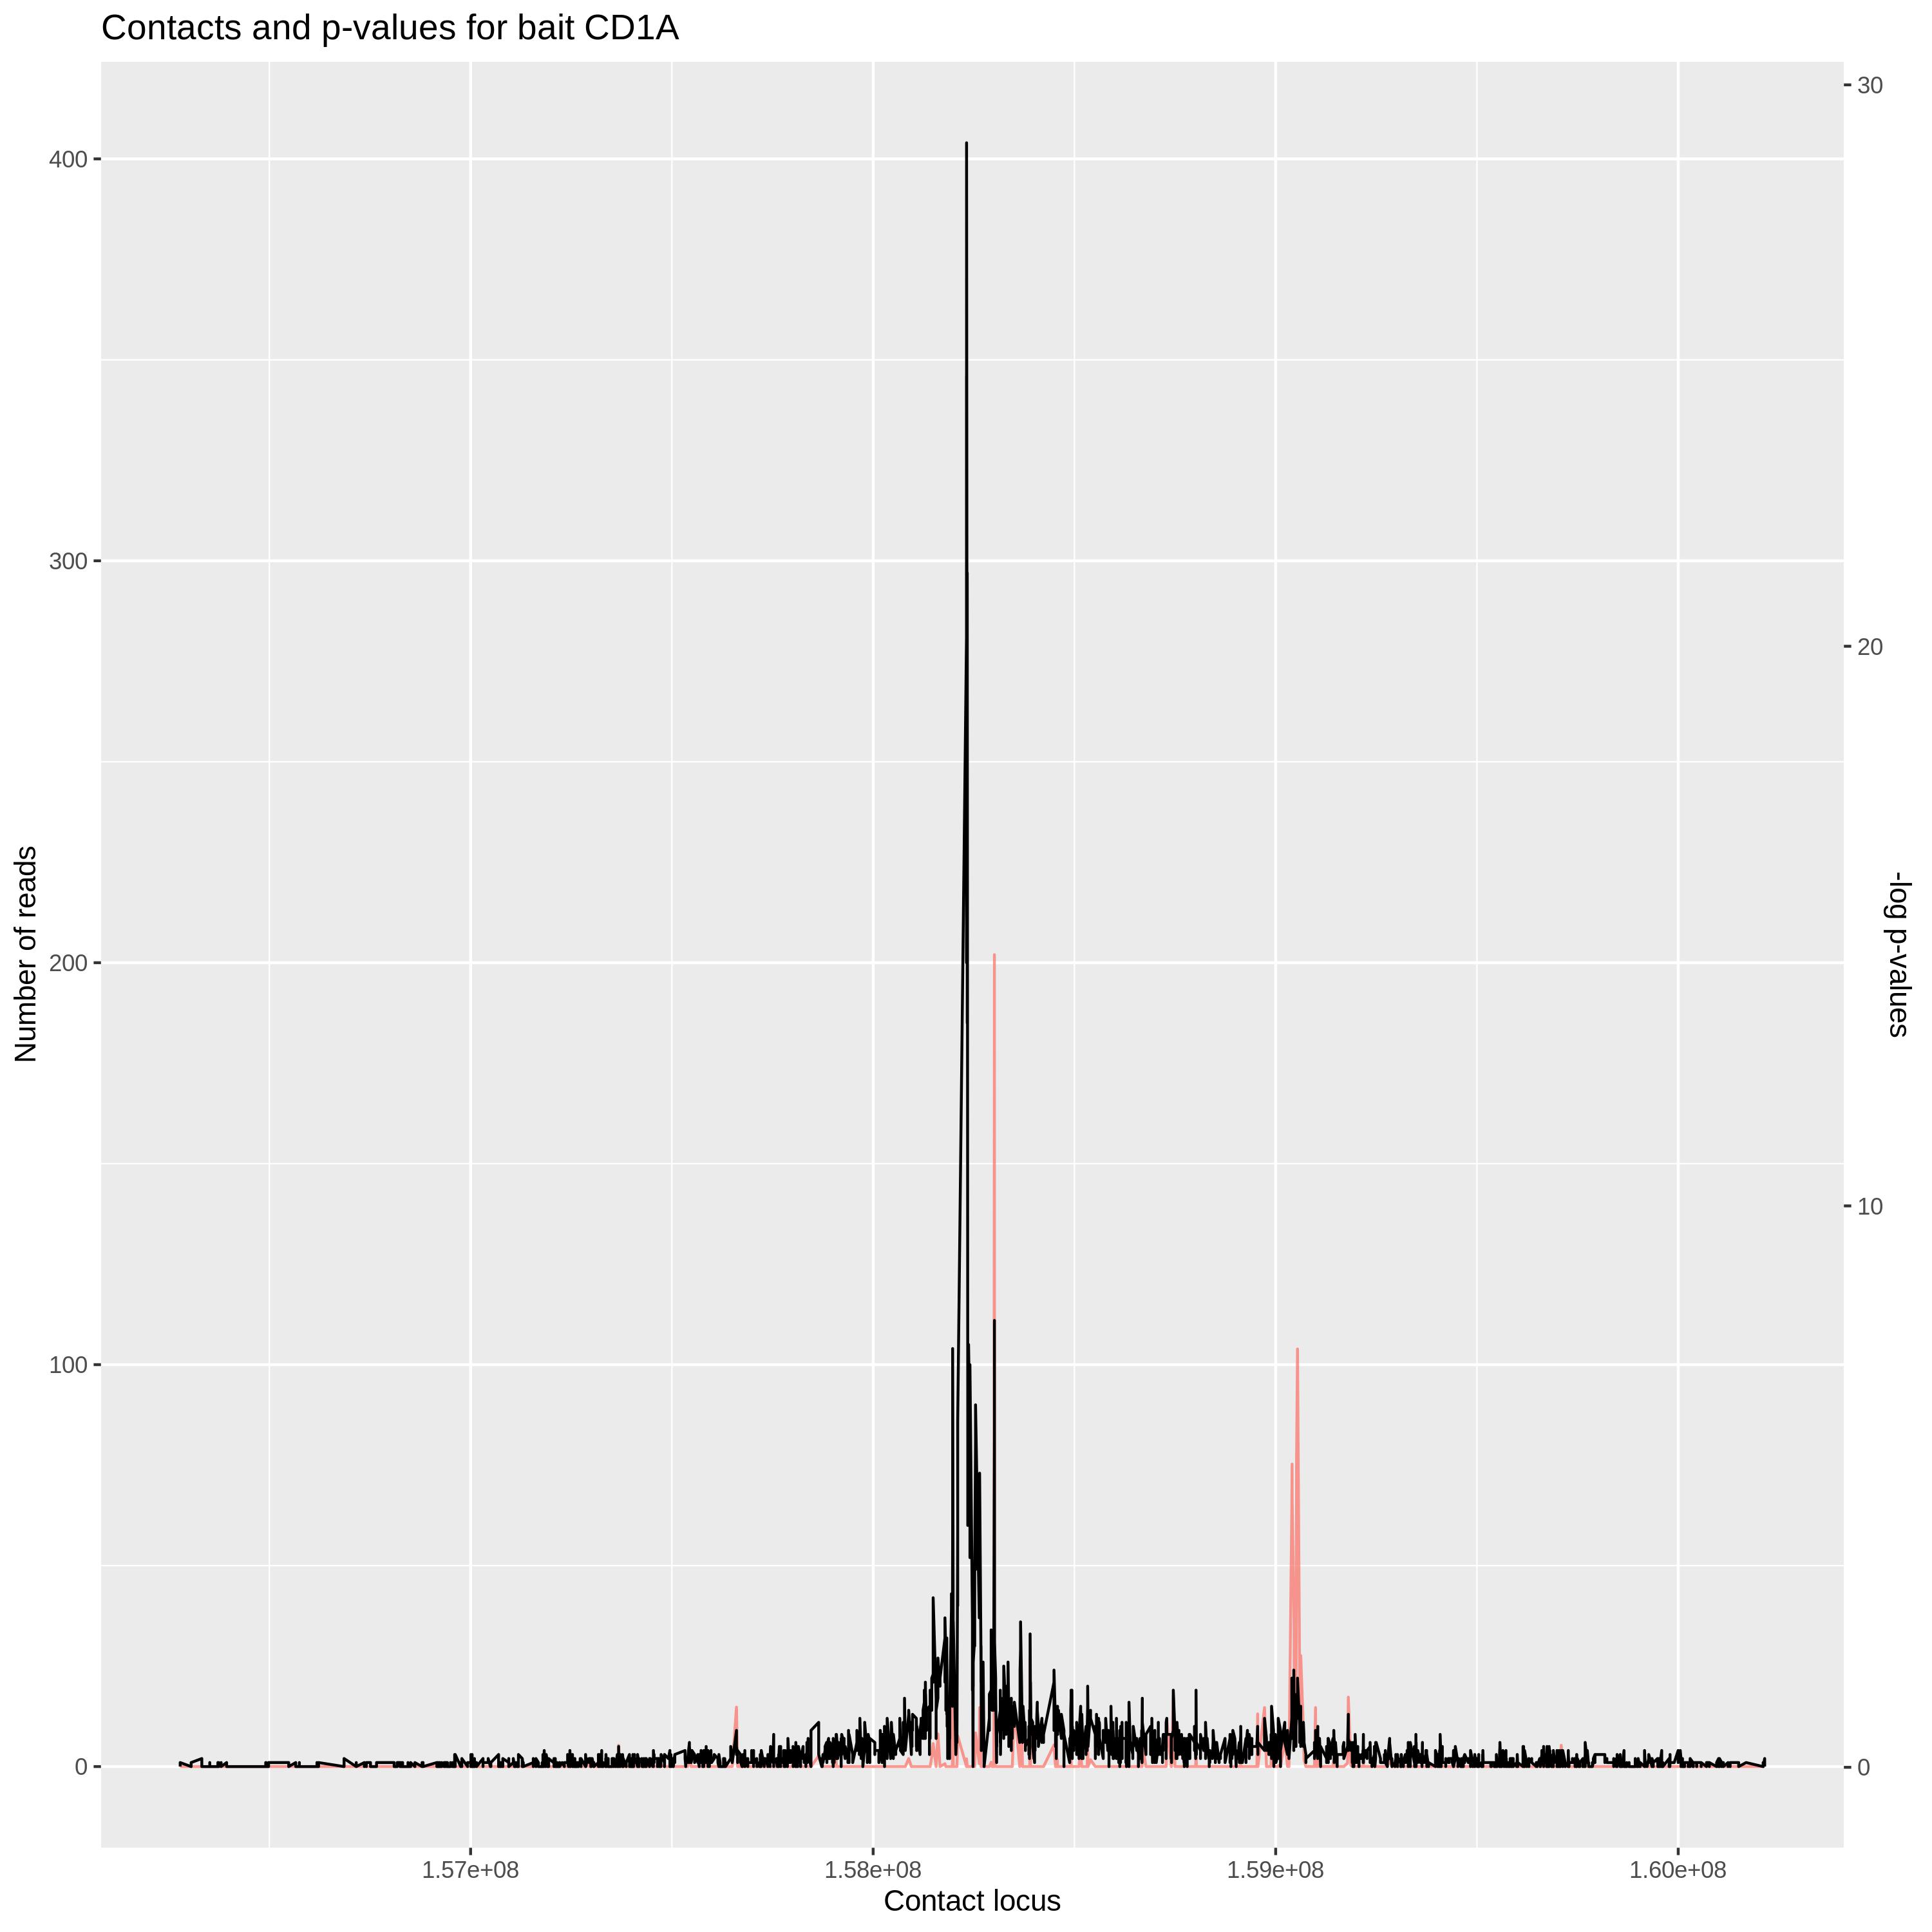 Contacts and p-values for bait CD1A
400
300
200
100
0
Number of reads
30
20
10
0
-log p-values
1.57e+08
1.58e+08
1.59e+08
1.60e+08
Contact locus